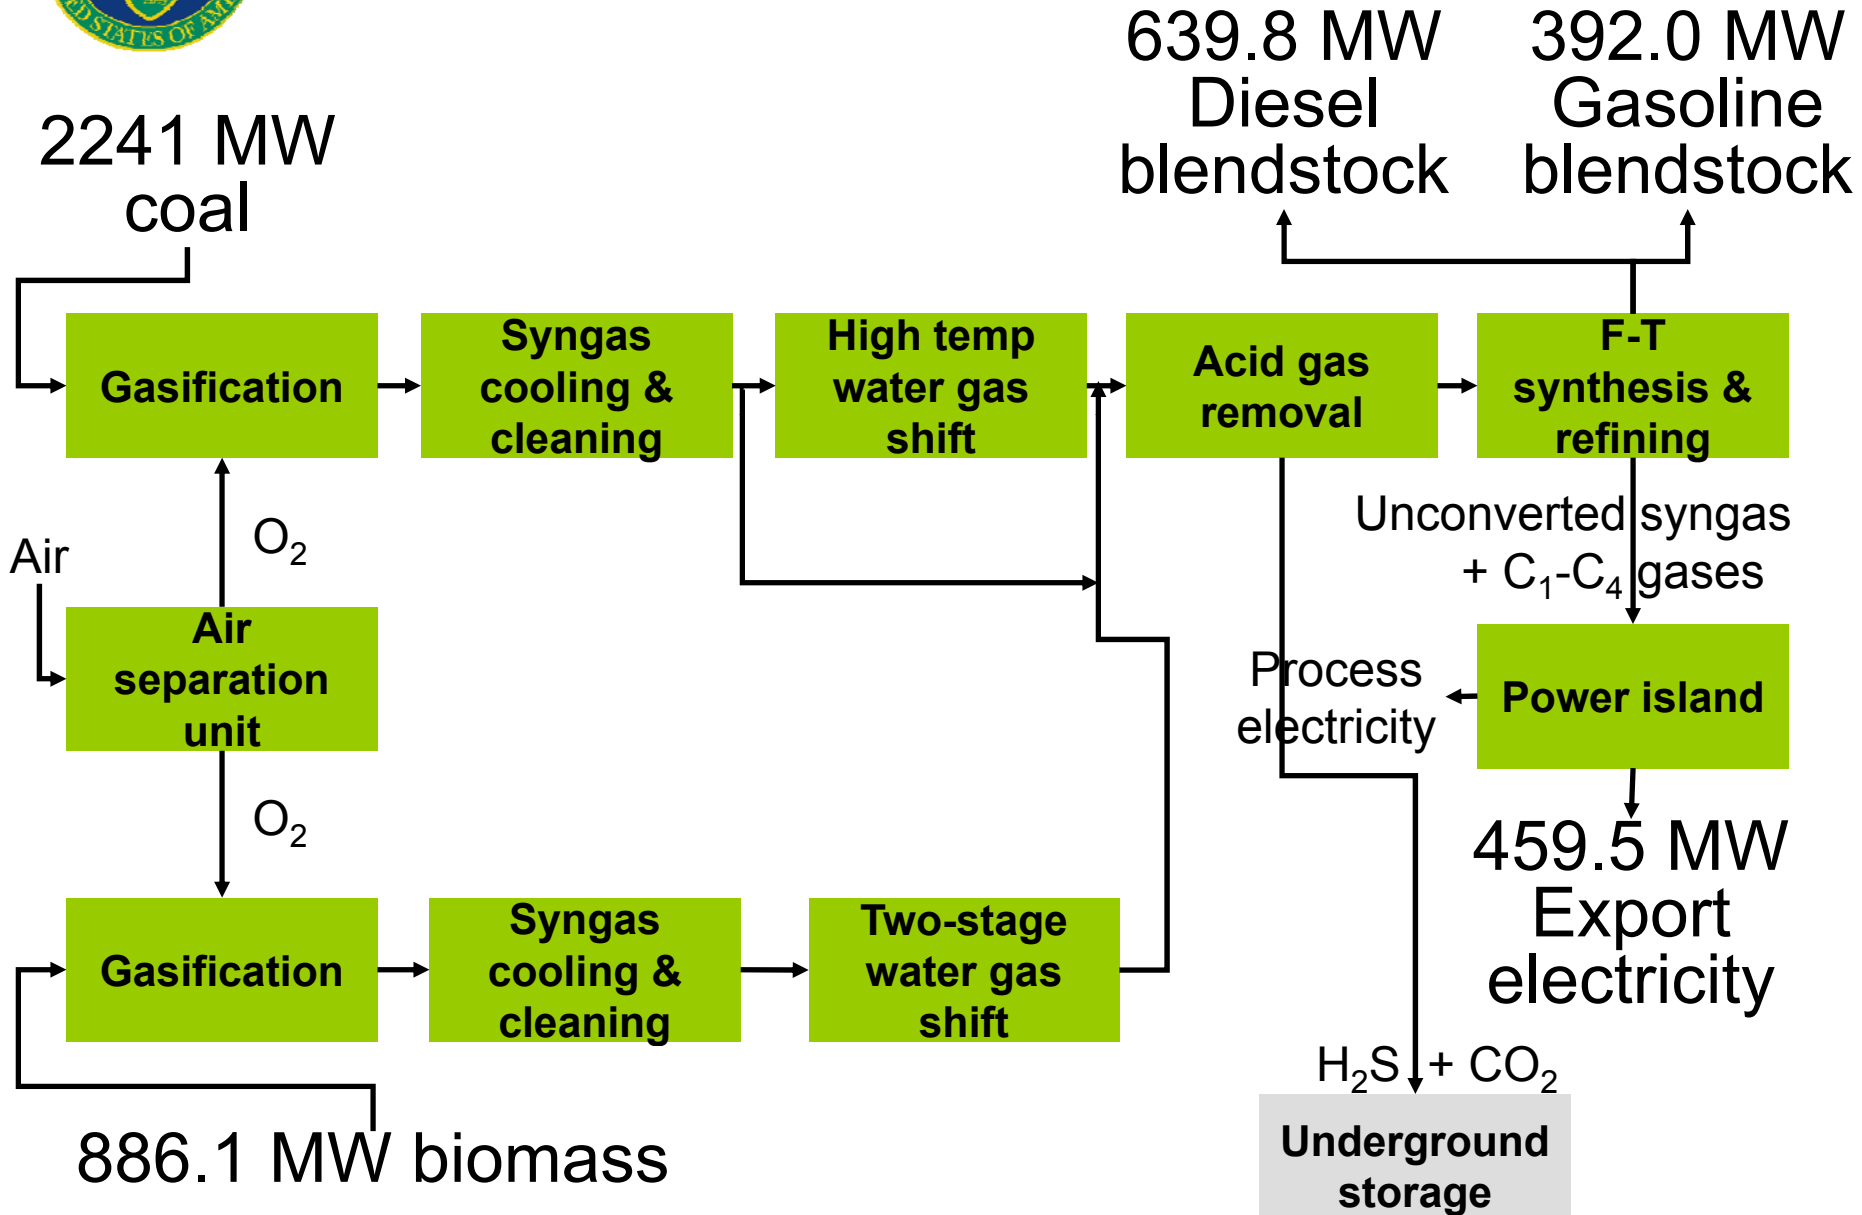 D STATES OF AME
639.8 MW
Diesel
blendstock
392.0 MW
Gasoline
blendstock
2241 MW
coal
Gasification
Syngas
cooling &
cleaning
High temp
water gas
shift
Acid gas
removal
F-T
synthesis &
refining
O₂
Air
Unconverted syngas
+ C₁-C₄ gases
Air
separation
unit
Process
electricity
Power island
O₂
459.5 MW
Export
electricity
Gasification
Syngas
cooling &
cleaning
Two-stage
water gas
shift
H₂S + CO₂
886.1 MW biomass
Underground
storage